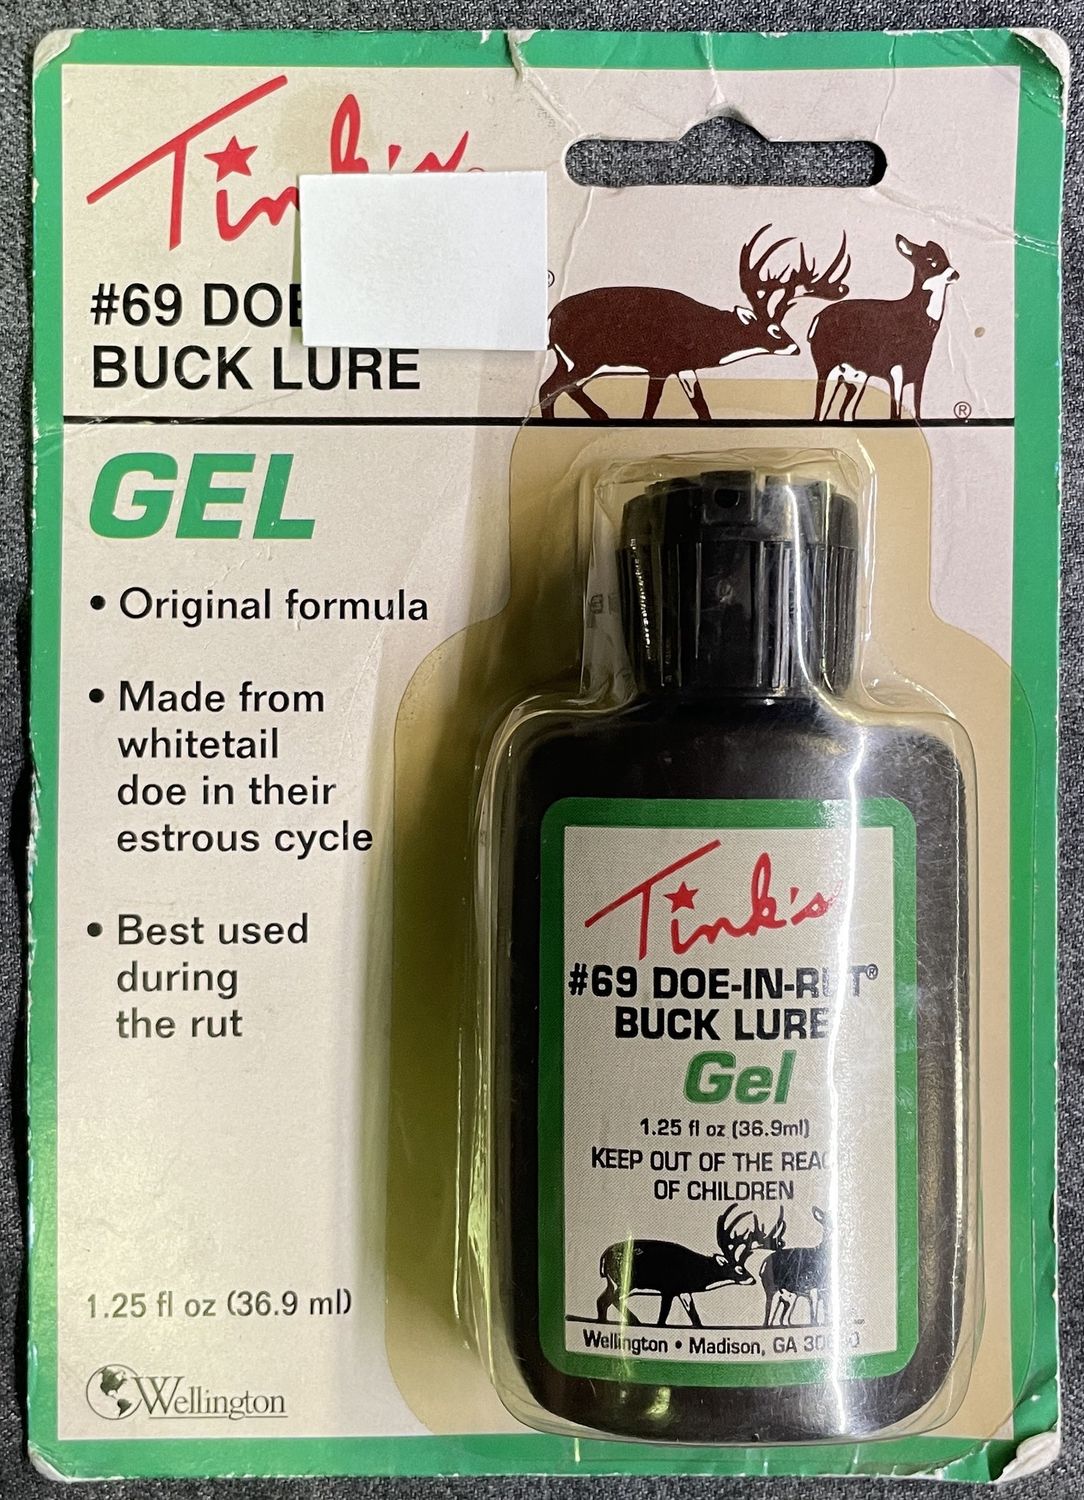 Tink's
#69 DOE
BUCK LURE
®
®
GEL
• Original formula
• Made from
whitetail
doe in their
estrous cycle
• Best used
during
the rut
1.25 fl oz (36.9 ml)
Wellington
Tink's
#69 DOE-IN-RUT®
BUCK LURE
Gel
1.25 fl oz (36.9ml)
KEEP OUT OF THE REACH
OF CHILDREN
Wellington • Madison, GA